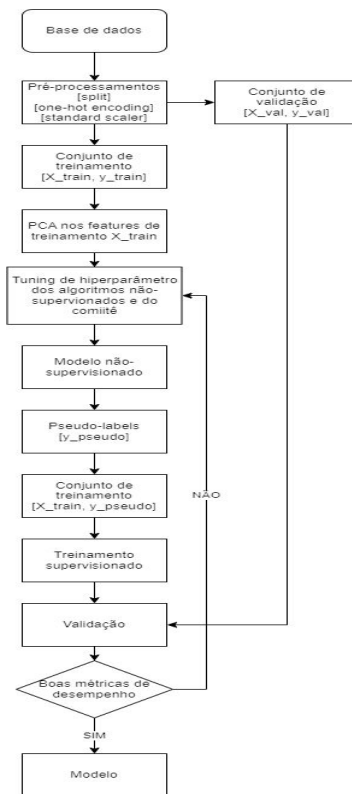 Base de dados
Pré-processamentos
[split]
[one-hot encoding]
[standard scaler]
Conjunto de
validação
[X_val, y_val]
Conjunto de
treinamento
[X_train, y_train]
PCA nos features de
treinamento X_train
Tuning de hiperparâmetro
dos algoritmos não-
supervionados e do
comiitê
Modelo não-
supervisionado
Pseudo-labels
[y_pseudo]
NÃO
Conjunto de
treinamento
[X_train, y_pseudo]
Treinamento
supervisionado
Validação
Boas métricas de
desempenho
SIM
Modelo